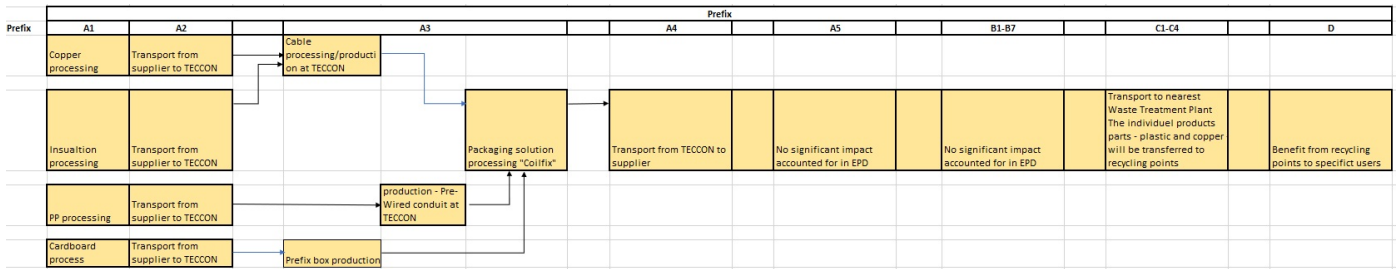 Prefix
Prefix A1 A2 A3 A4 A5 B1-B7 C1-C4 D
Copper
processing
Transport from
supplier to TECCON
Cable
processing/producti
on at TECCON
Insualtion
processing
Transport from
supplier to TECCON
Packaging solution
processing "Coilfix"
Transport from TECCON to
supplier
No significant impact
accounted for in EPD
No significant impact
accounted for in EPD
Transport to nearest
Waste Treatment Plant
The individuel products
parts - plastic and copper
will be transferred to
recycling points
Benefit from recycling
points to specifict users
PP processing
Transport from
supplier to TECCON
production - Pre-
Wired conduit at
TECCON
Cardboard
process
Transport from
supplier to TECCON
Prefix box production